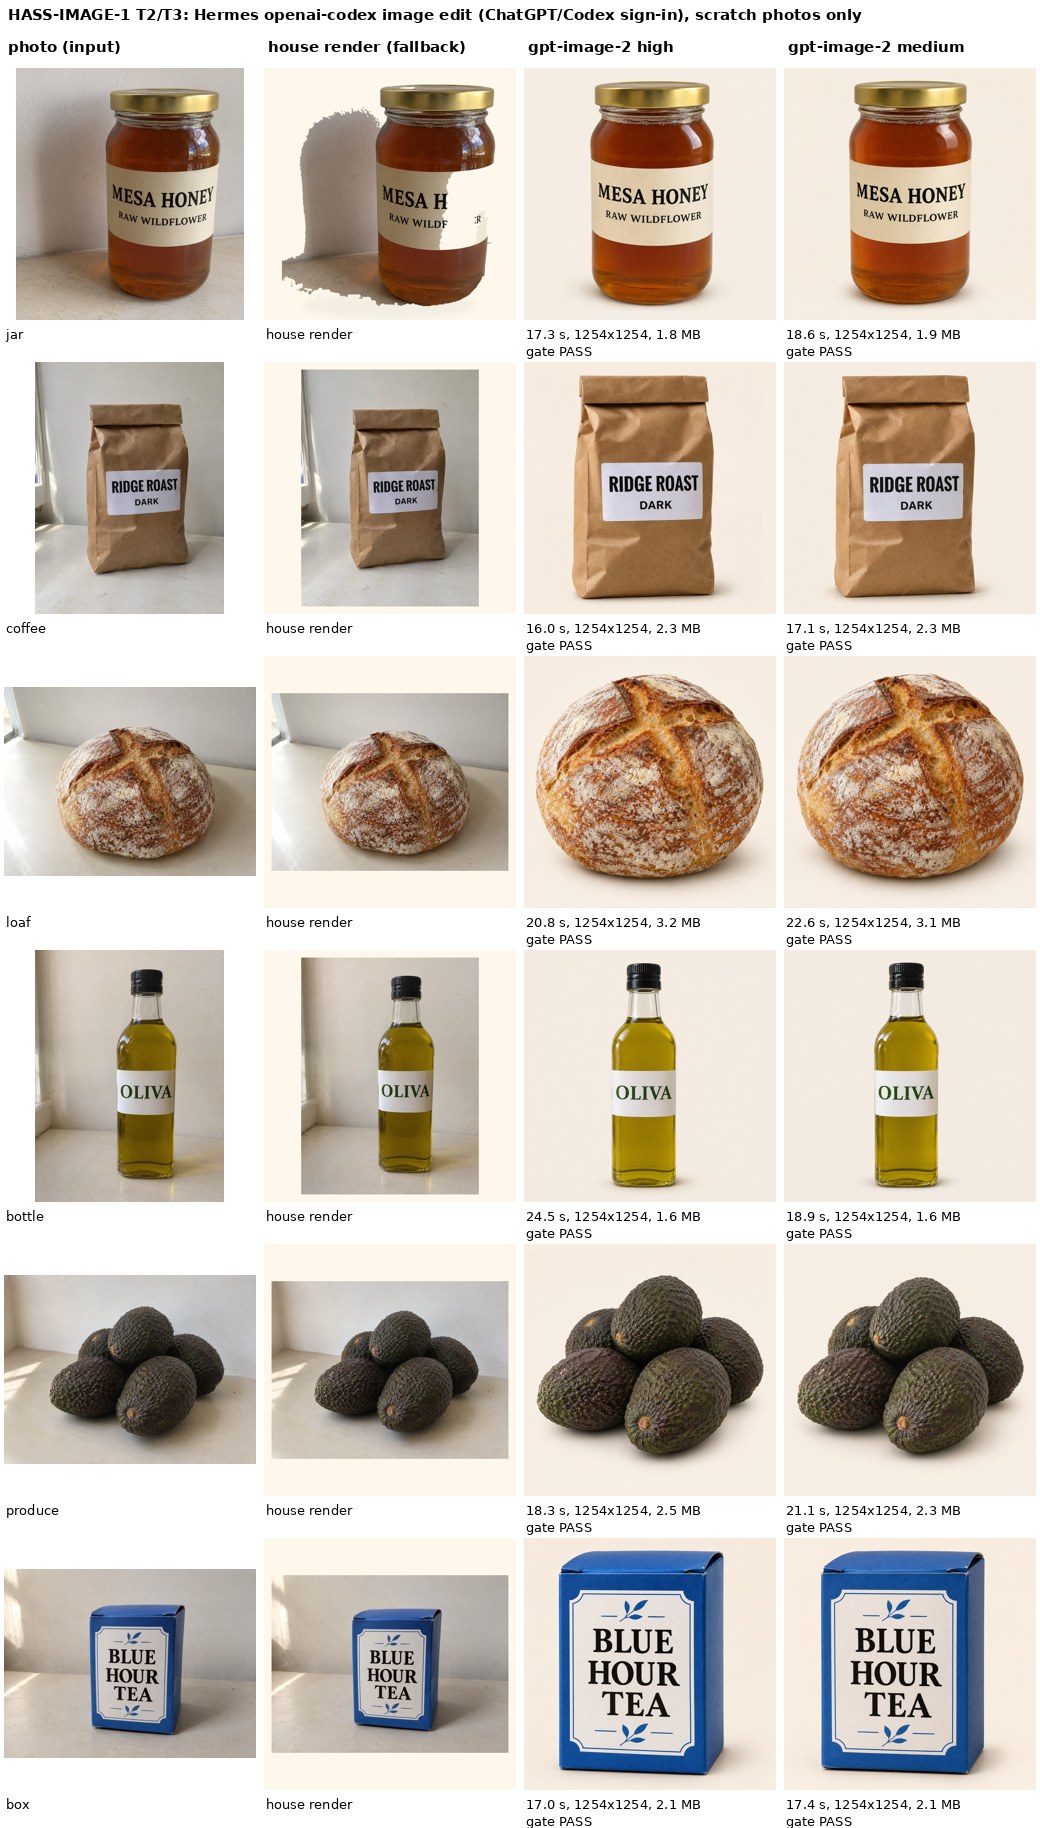 HASS-IMAGE-1 T2/T3: Hermes openai-codex image edit (ChatGPT/Codex sign-in), scratch photos only
photo (input) house render (fallback) gpt-image-2 high gpt-image-2 medium
MESA HONEY
RAW WILDFLOWER
MESA H
RAW WILDF R
MESA HONEY
RAW WILDFLOWER
MESA HONEY
RAW WILDFLOWER
jar house render 17.3 s, 1254x1254, 1.8 MB 18.6 s, 1254x1254, 1.9 MB
gate PASS gate PASS
RIDGE ROAST
DARK
RIDGE ROAST
DARK
RIDGE ROAST
DARK
RIDGE ROAST
DARK
coffee house render 16.0 s, 1254x1254, 2.3 MB 17.1 s, 1254x1254, 2.3 MB
gate PASS gate PASS
loaf house render 20.8 s, 1254x1254, 3.2 MB 22.6 s, 1254x1254, 3.1 MB
gate PASS gate PASS
OLIVA OLIVA OLIVA OLIVA
bottle house render 24.5 s, 1254x1254, 1.6 MB 18.9 s, 1254x1254, 1.6 MB
gate PASS gate PASS
produce house render 18.3 s, 1254x1254, 2.5 MB 21.1 s, 1254x1254, 2.3 MB
gate PASS gate PASS
BLUE
HOUR
TEA
BLUE
HOUR
TEA
BLUE
HOUR
TEA
BLUE
HOUR
TEA
box house render 17.0 s, 1254x1254, 2.1 MB 17.4 s, 1254x1254, 2.1 MB
gate PASS gate PASS